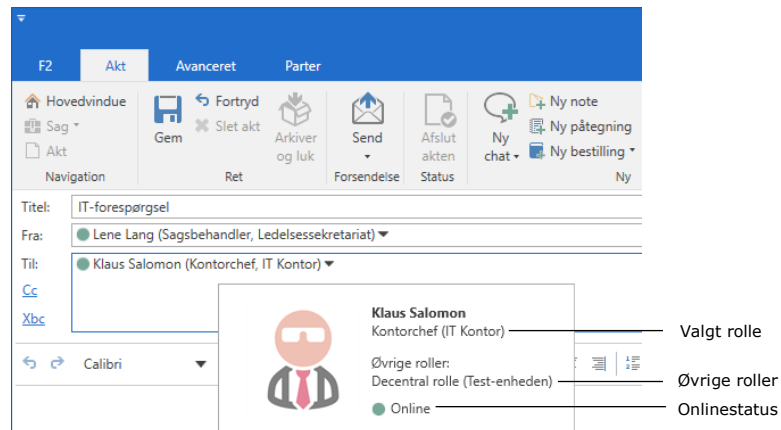 F2 Akt Avanceret Parter
Hovedvindue
Sag
Akt
Navigation
Gem
Fortryd
Slet akt
Arkiver
og luk
Ret
Send
Forsendelse
Afslut
akten
Status
Ny
chat
Ny note
Ny påtegning
Ny bestilling
Ny
Titel: IT-forespørgsel
Fra: Lene Lang (Sagsbehandler, Ledelsessekretariat)
Til: Klaus Salomon (Kontorchef, IT Kontor)
Cc
Xbc
Calibri
Klaus Salomon
Kontorchef (IT Kontor)
Øvrige roller:
Decentral rolle (Test-enheden)
Online
Valgt rolle
Øvrige roller
Onlinestatus